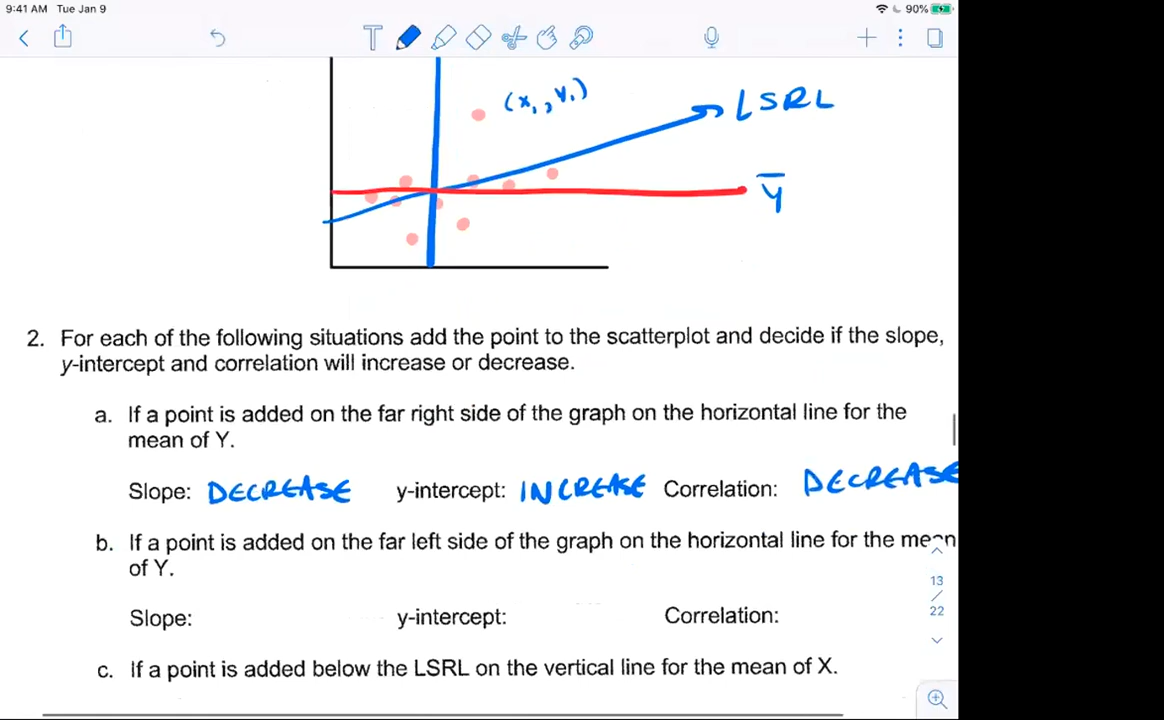 9:41 AM Tue Jan 9 90%
T
(x₁, y₁)
LSRL
ȳ
2. For each of the following situations add the point to the scatterplot and decide if the slope,
y-intercept and correlation will increase or decrease.
a. If a point is added on the far right side of the graph on the horizontal line for the
mean of Y.
Slope: DECREASE y-intercept: INCREASE Correlation: DECREASE
b. If a point is added on the far left side of the graph on the horizontal line for the mean
of Y.
13
/
22
Slope: y-intercept: Correlation:
c. If a point is added below the LSRL on the vertical line for the mean of X.